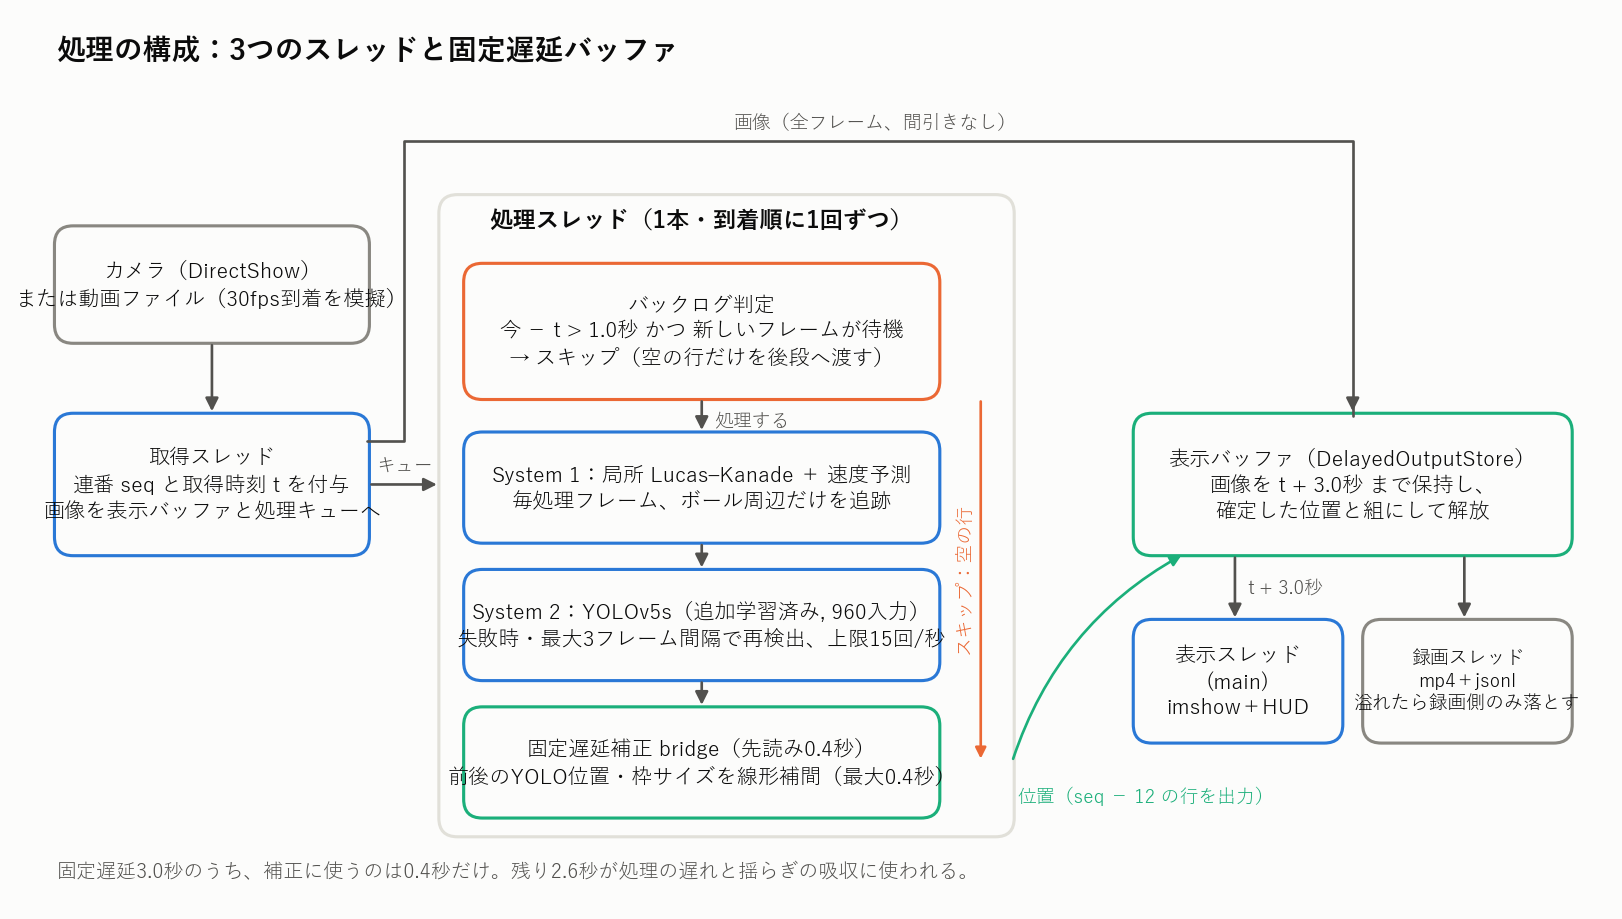 処理の構成：3つのスレッドと固定遅延バッファ
画像（全フレーム、間引きなし）
カメラ（DirectShow）
または動画ファイル（30fps到着を模擬）
取得スレッド
連番 seq と取得時刻 t を付与
画像を表示バッファと処理キューへ
キュー
処理スレッド（1本・到着順に1回ずつ）
バックログ判定
今 − t > 1.0秒 かつ 新しいフレームが待機
→ スキップ（空の行だけを後段へ渡す）
処理する
System 1：局所 Lucas–Kanade ＋ 速度予測
毎処理フレーム、ボール周辺だけを追跡
System 2：YOLOv5s（追加学習済み, 960入力）
失敗時・最大3フレーム間隔で再検出、上限15回/秒
固定遅延補正 bridge（先読み0.4秒）
前後のYOLO位置・枠サイズを線形補間（最大0.4秒）
スキップ：空の行
位置（seq − 12 の行を出力）
表示バッファ（DelayedOutputStore）
画像を t + 3.0秒 まで保持し、
確定した位置と組にして解放
t + 3.0秒
表示スレッド
(main)
imshow＋HUD
録画スレッド
mp4＋jsonl
溢れたら録画側のみ落とす
固定遅延3.0秒のうち、補正に使うのは0.4秒だけ。残り2.6秒が処理の遅れと揺らぎの吸収に使われる。